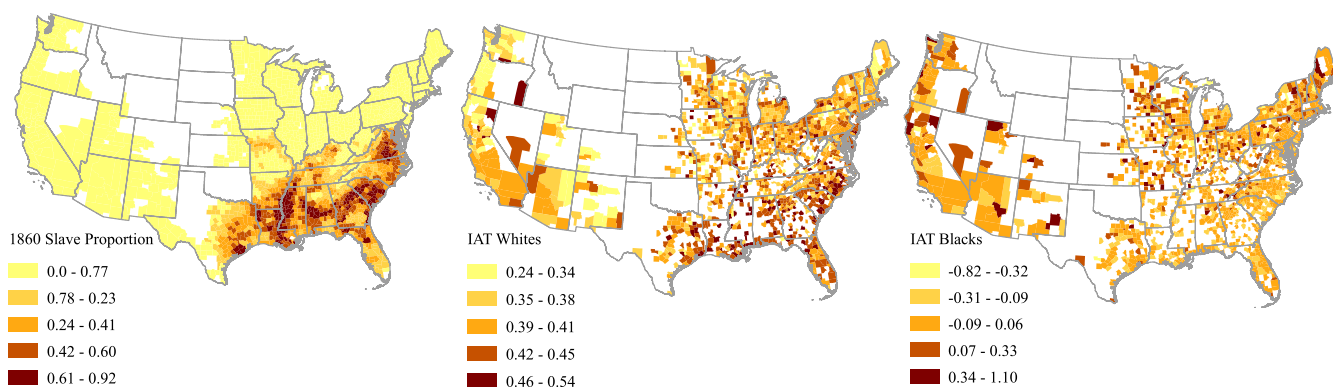 1860 Slave Proportion
0.0 - 0.77
0.78 - 0.23
0.24 - 0.41
0.42 - 0.60
0.61 - 0.92
IAT Whites
0.24 - 0.34
0.35 - 0.38
0.39 - 0.41
0.42 - 0.45
0.46 - 0.54
IAT Blacks
-0.82 - -0.32
-0.31 - -0.09
-0.09 - 0.06
0.07 - 0.33
0.34 - 1.10